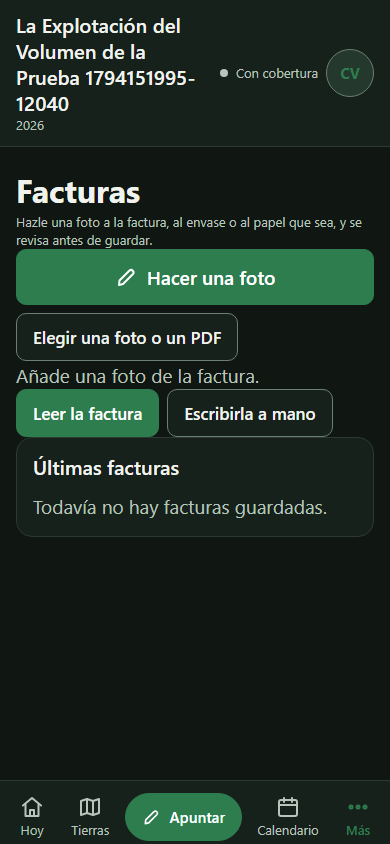 La Explotación del
Volumen de la
Prueba 1794151995-
12040
2026
Con cobertura
CV
Facturas
Hazle una foto a la factura, al envase o al papel que sea, y se
revisa antes de guardar.
Hacer una foto
Elegir una foto o un PDF
Añade una foto de la factura.
Leer la factura
Escribirla a mano
Últimas facturas
Todavía no hay facturas guardadas.
Hoy
Tierras
Apuntar
Calendario
Más